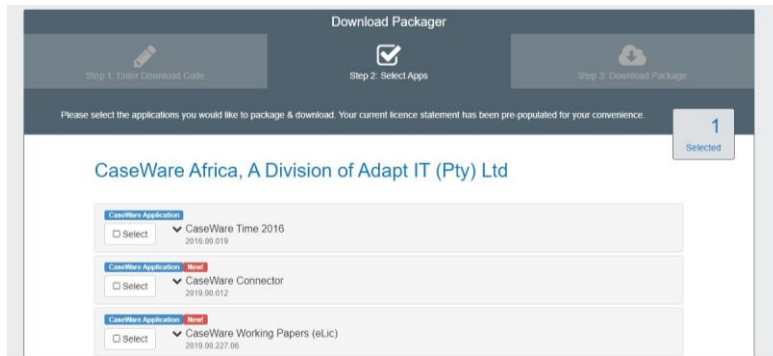 Download Packager
Step 1: Enter Download Code
Step 2: Select Apps
Step 3: Download Package
Please select the applications you would like to package & download. Your current licence statement has been pre-populated for your convenience.
1
Selected
CaseWare Africa, A Division of Adapt IT (Pty) Ltd
CaseWare Application
Select
CaseWare Time 2016
2016.00.019
CaseWare Application New!
Select
CaseWare Connector
2019.00.012
CaseWare Application New!
Select
CaseWare Working Papers (eLic)
2019.00.227.06